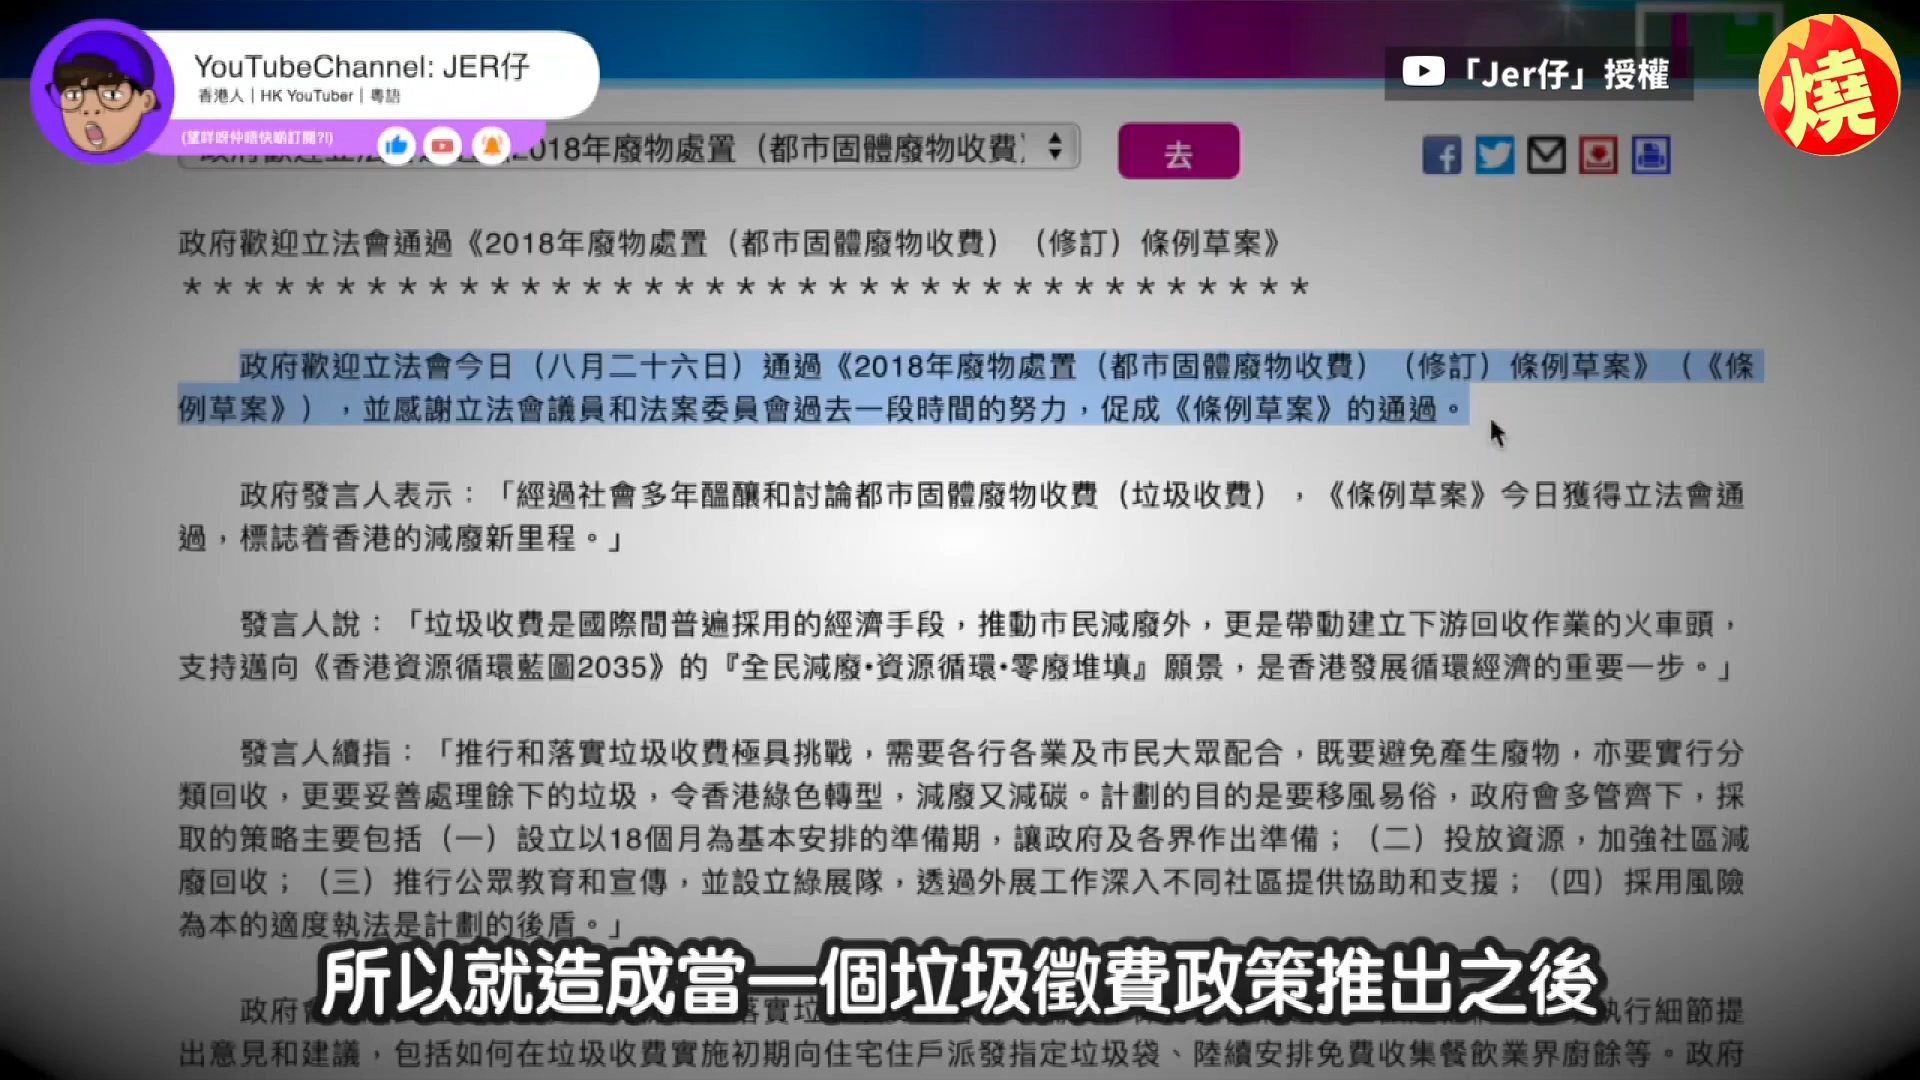 YouTubeChannel: JER仔
香港人｜HK YouTuber｜粵語
(望咩呀仲唔快啲訂閱?!)
「Jer仔」授權
燒
2018年廢物處置（都市固體廢物收費）
去
政府歡迎立法會通過《2018年廢物處置（都市固體廢物收費）（修訂）條例草案》
＊＊＊＊＊＊＊＊＊＊＊＊＊＊＊＊＊＊＊＊＊＊＊＊＊＊＊＊＊＊＊＊＊＊＊＊＊
政府歡迎立法會今日（八月二十六日）通過《2018年廢物處置（都市固體廢物收費）（修訂）條例草案》（《條
例草案》），並感謝立法會議員和法案委員會過去一段時間的努力，促成《條例草案》的通過。
政府發言人表示：「經過社會多年醞釀和討論都市固體廢物收費（垃圾收費），《條例草案》今日獲得立法會通
過，標誌着香港的減廢新里程。」
發言人說：「垃圾收費是國際間普遍採用的經濟手段，推動市民減廢外，更是帶動建立下游回收作業的火車頭，
支持邁向《香港資源循環藍圖2035》的『全民減廢•資源循環•零廢堆填』願景，是香港發展循環經濟的重要一步。」
發言人續指：「推行和落實垃圾收費極具挑戰，需要各行各業及市民大眾配合，既要避免產生廢物，亦要實行分
類回收，更要妥善處理餘下的垃圾，令香港綠色轉型，減廢又減碳。計劃的目的是要移風易俗，政府會多管齊下，採
取的策略主要包括（一）設立以18個月為基本安排的準備期，讓政府及各界作出準備；（二）投放資源，加強社區減
廢回收；（三）推行公眾教育和宣傳，並設立綠展隊，透過外展工作深入不同社區提供協助和支援；（四）採用風險
為本的適度執法是計劃的後盾。」
所以就造成當一個垃圾徵費政策推出之後
政府 執行細節提
出意見和建議，包括如何在垃圾收費實施初期向住宅住戶派發指定垃圾袋、陸續安排免費收集餐飲業界廚餘等。政府